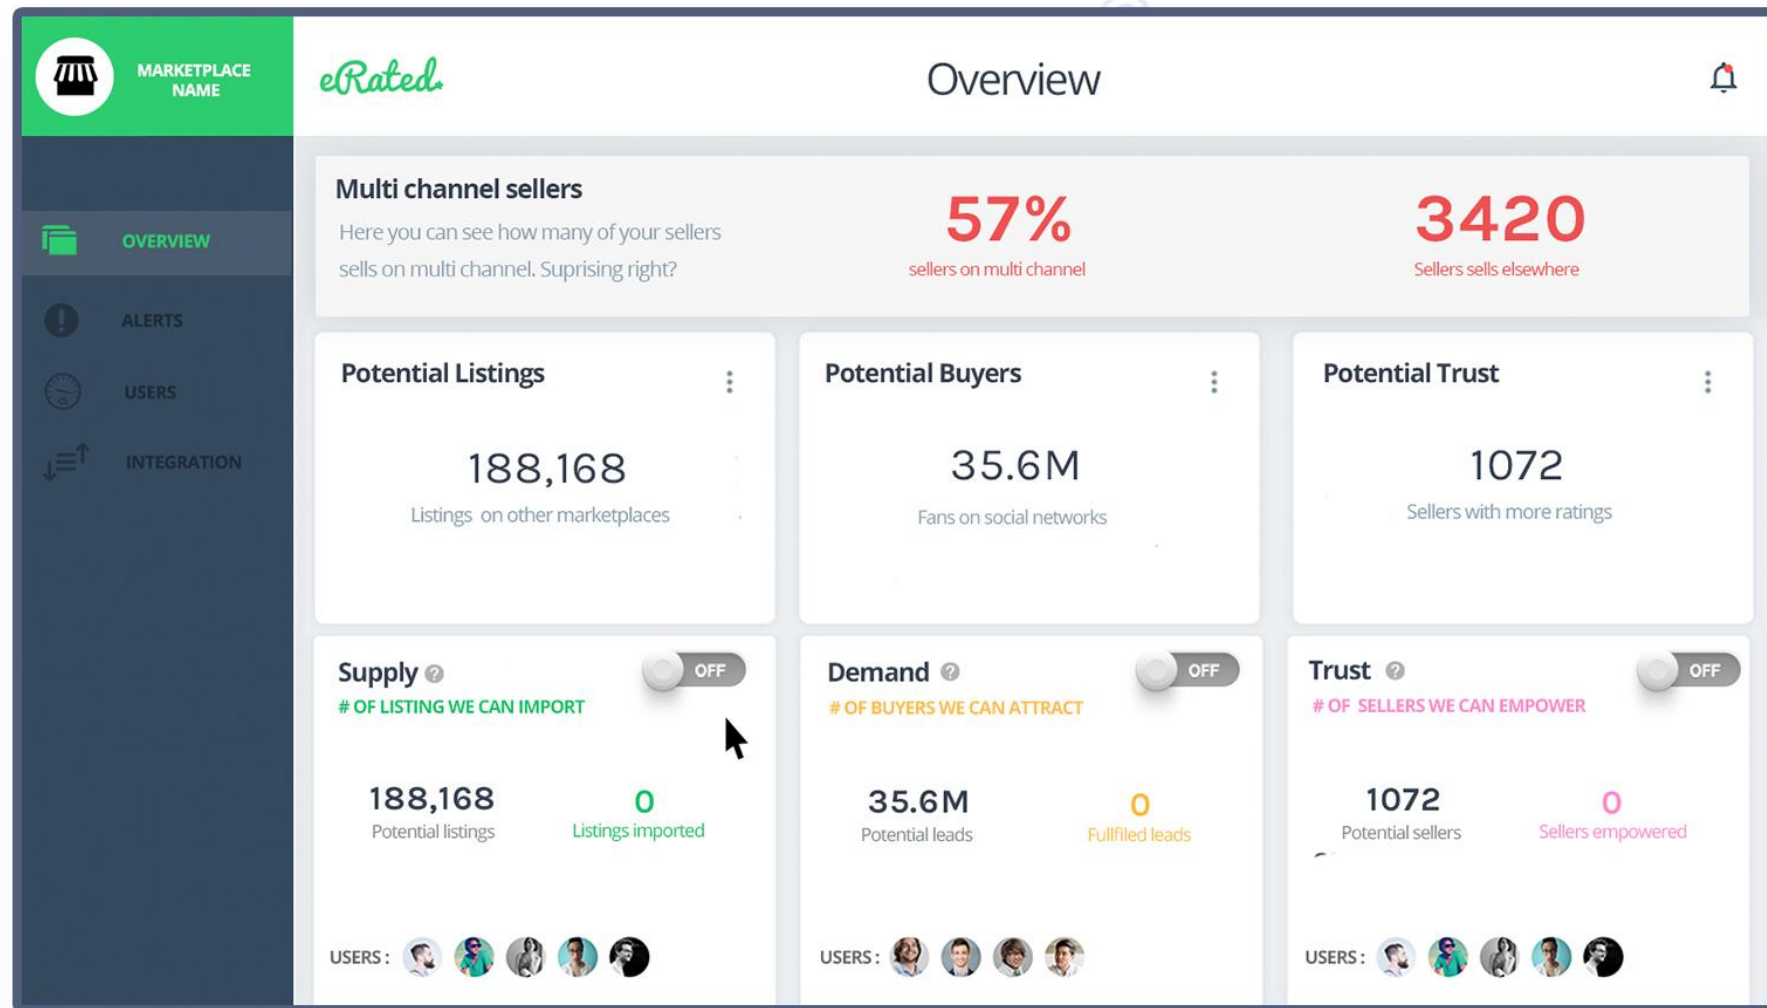 MARKETPLACE
NAME
eRated.
Overview
OVERVIEW
ALERTS
USERS
INTEGRATION
Multi channel sellers
Here you can see how many of your sellers
sells on multi channel. Suprising right?
57%
sellers on multi channel
3420
Sellers sells elsewhere
Potential Listings
188,168
Listings on other marketplaces
Potential Buyers
35.6M
Fans on social networks
Potential Trust
1072
Sellers with more ratings
Supply ?
OFF
# OF LISTING WE CAN IMPORT
188,168
Potential listings
0
Listings imported
USERS :
Demand ?
OFF
# OF BUYERS WE CAN ATTRACT
35.6M
Potential leads
0
Fullfiled leads
USERS :
Trust ?
OFF
# OF SELLERS WE CAN EMPOWER
1072
Potential sellers
0
Sellers empowered
USERS :